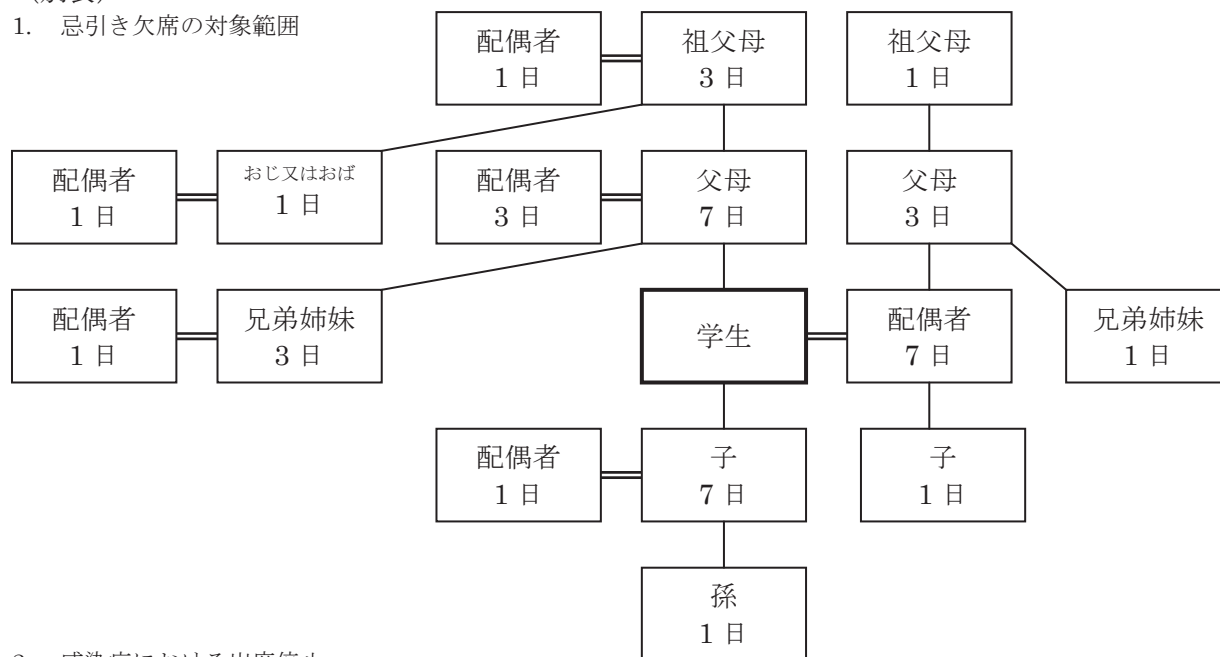 1. 忌引き欠席の対象範囲
配偶者
1 日
祖父母
3 日
祖父母
1 日
配偶者
1 日
おじ又はおば
1 日
配偶者
3 日
父母
7 日
父母
3 日
配偶者
1 日
兄弟姉妹
3 日
学生
配偶者
7 日
兄弟姉妹
1 日
配偶者
1 日
子
7 日
子
1 日
孫
1 日